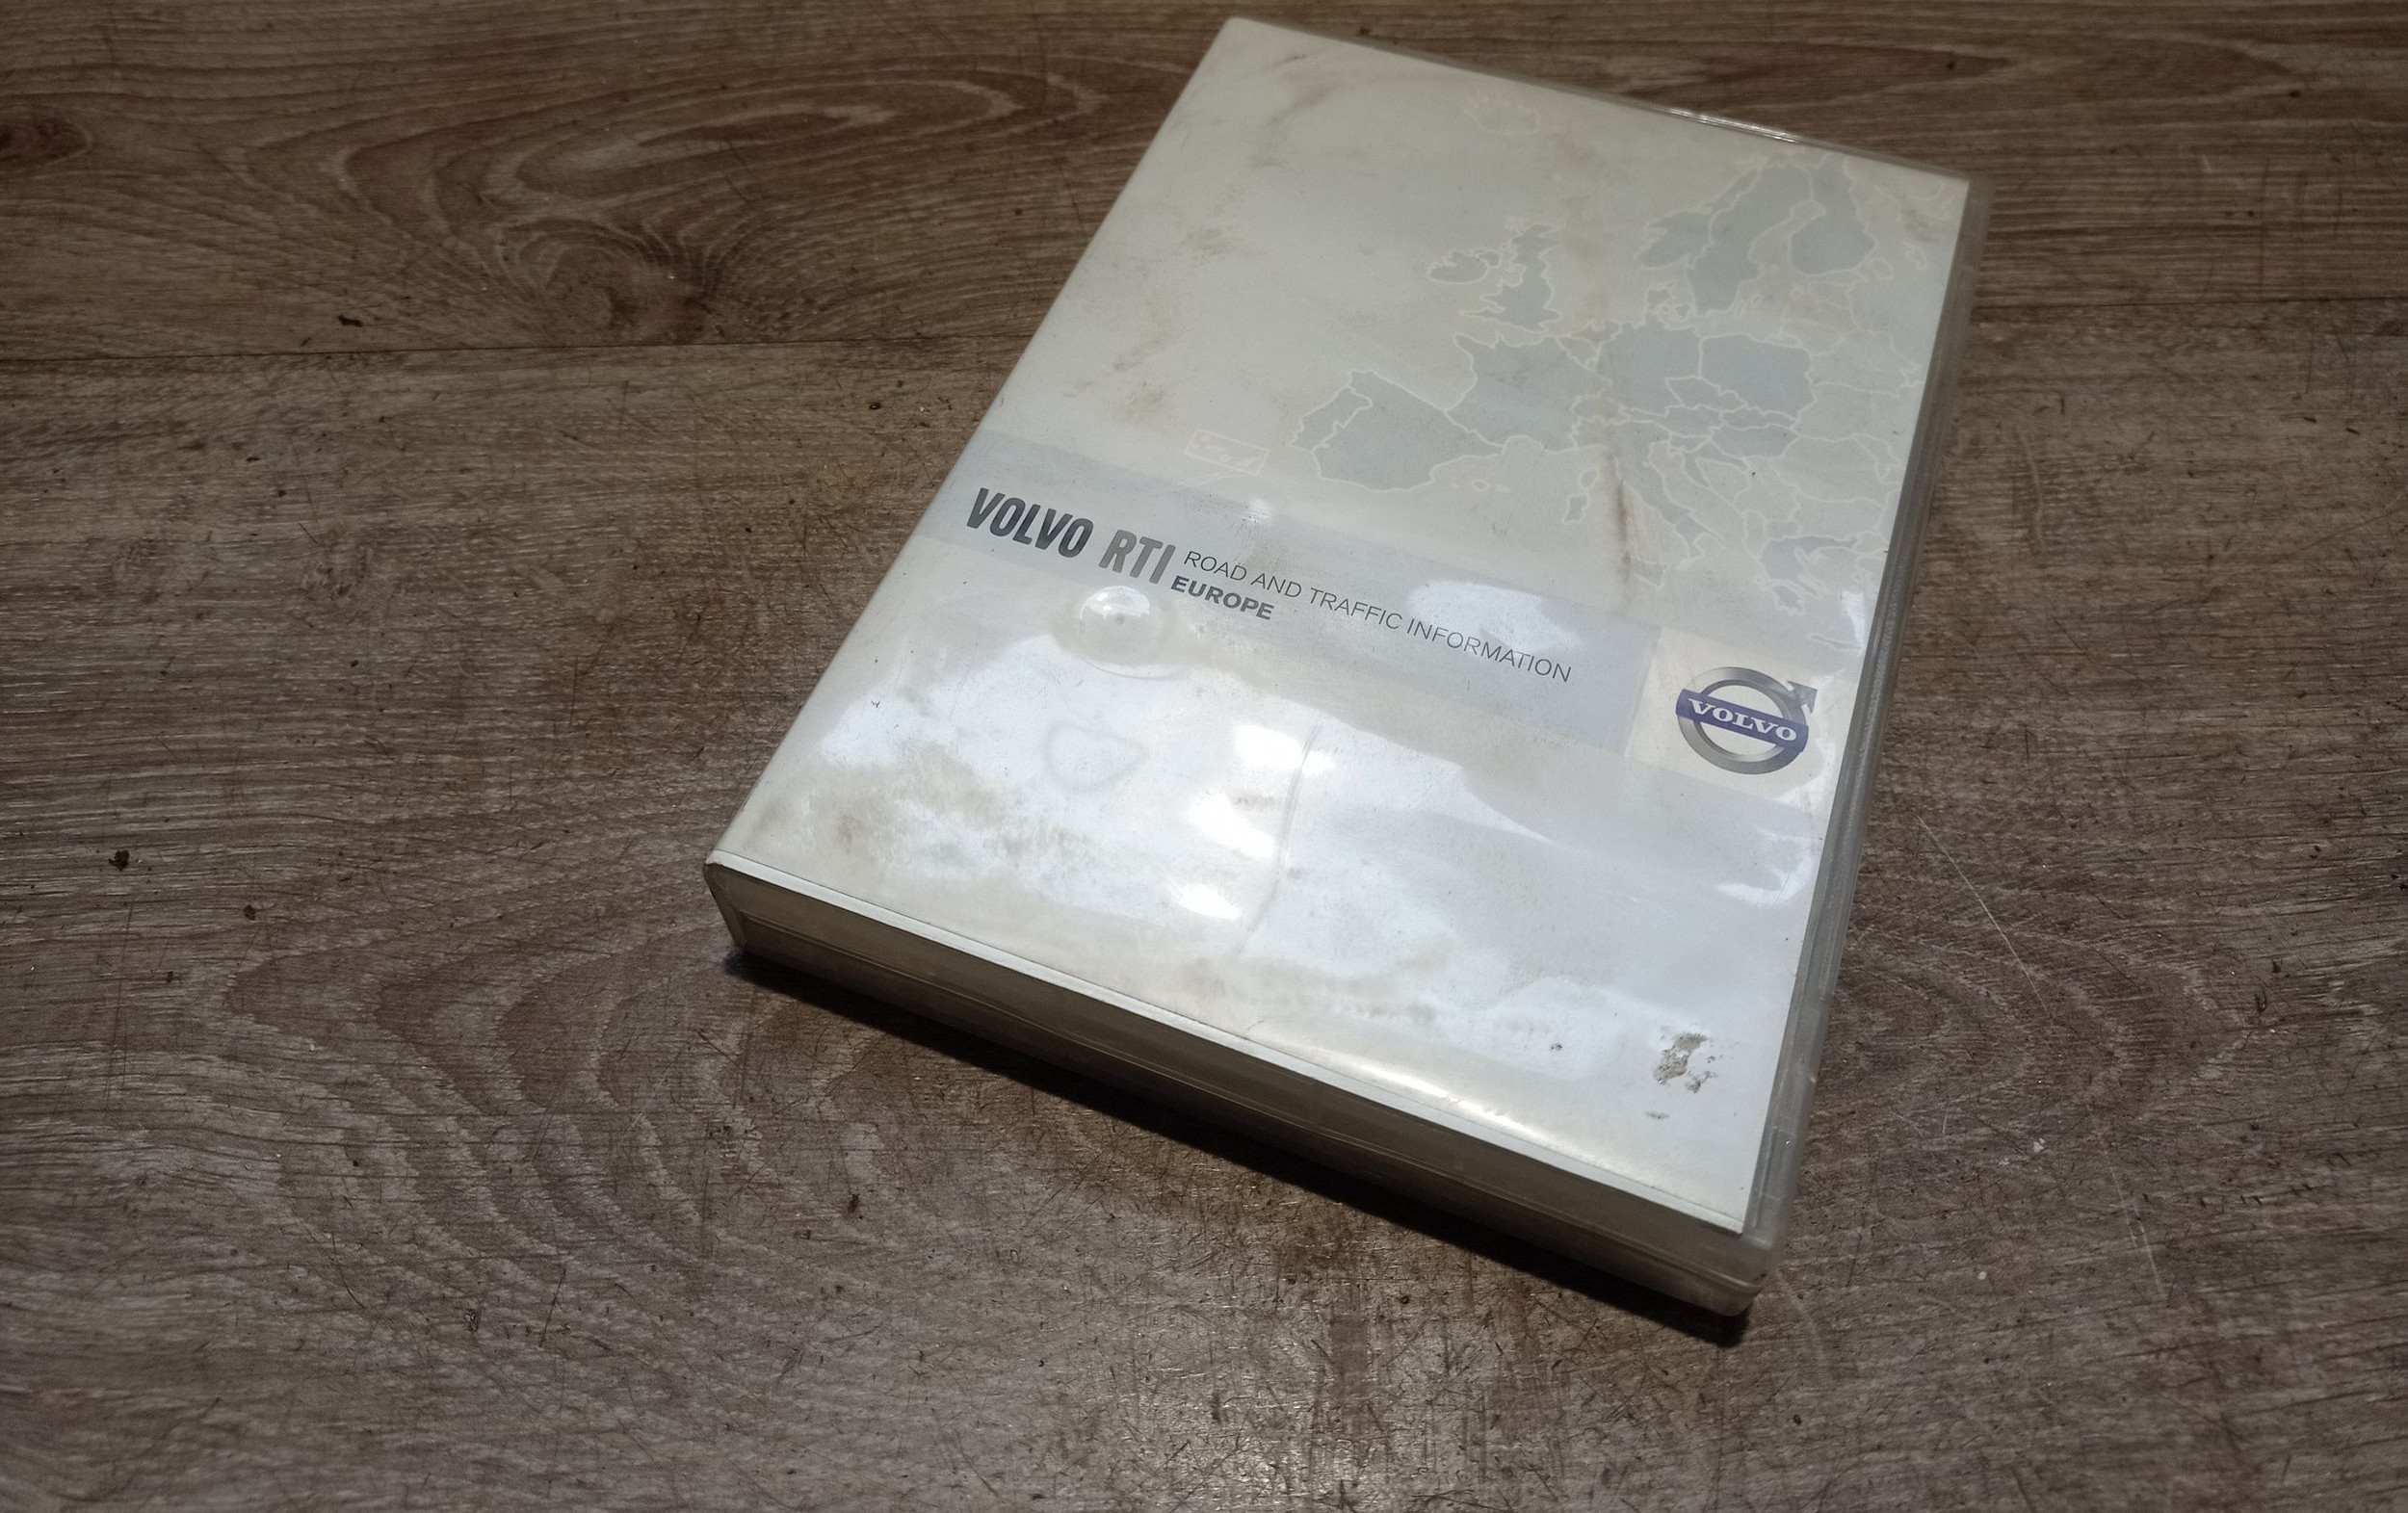 VOLVO RTI ROAD AND TRAFFIC INFORMATION
EUROPE
VOLVO